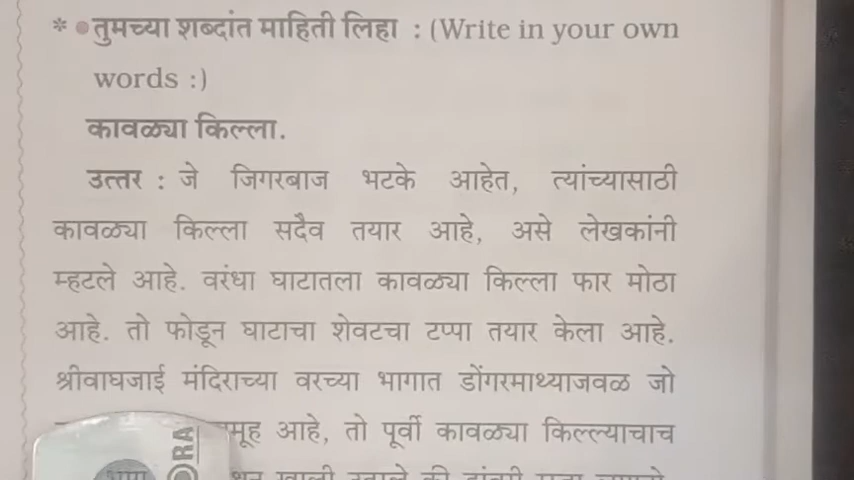 * • तुमच्या शब्दांत माहिती लिहा : (Write in your own
words :)
कावळ्या किल्ला.
उत्तर : जे जिगरबाज भटके आहेत, त्यांच्यासाठी
कावळ्या किल्ला सदैव तयार आहे, असे लेखकांनी
म्हटले आहे. वरंधा घाटातला कावळ्या किल्ला फार मोठा
आहे. तो फोडून घाटाचा शेवटचा टप्पा तयार केला आहे.
श्रीवाघजाई मंदिराच्या वरच्या भागात डोंगरमाथ्याजवळ जो
आहे, तो पूर्वी कावळ्या किल्ल्याचाच
खाली